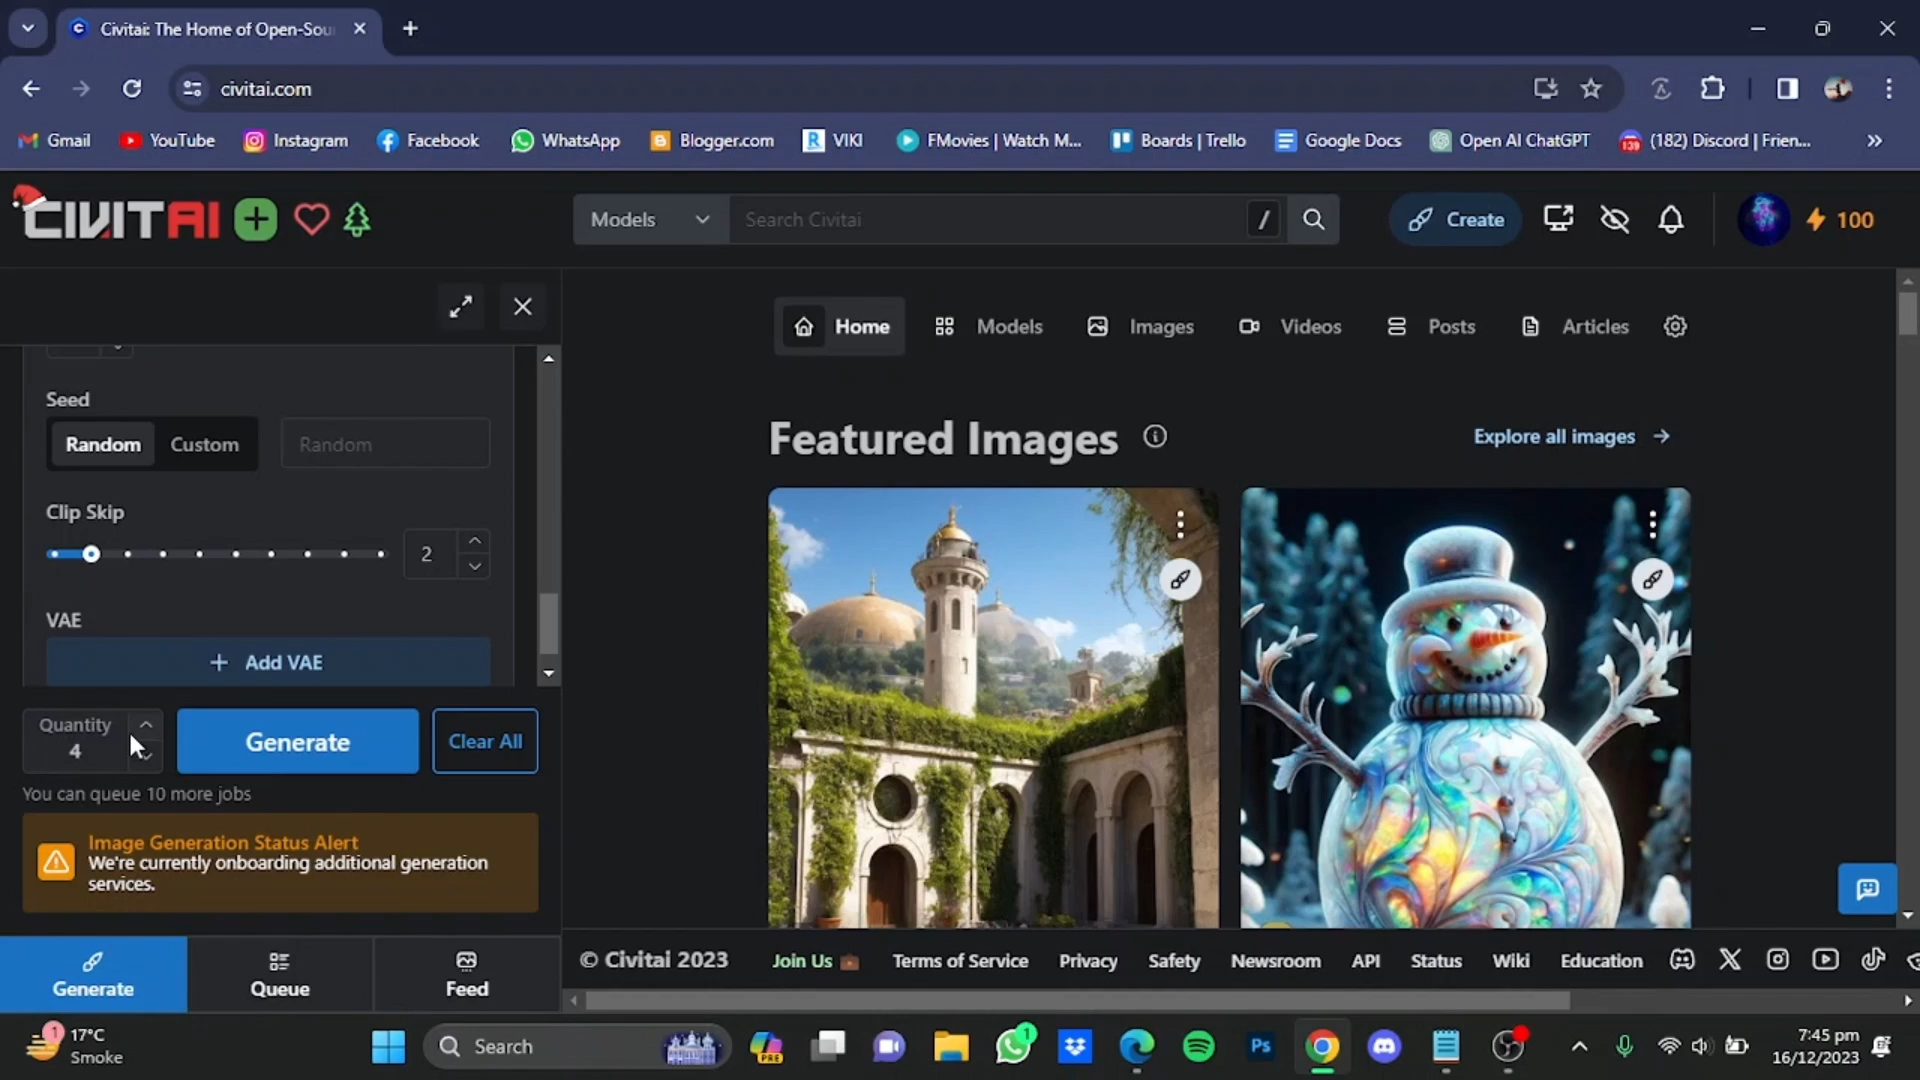 Civitai: The Home of Open-Sou
civitai.com
Gmail
YouTube
Instagram
Facebook
WhatsApp
Blogger.com
VIKI
FMovies | Watch M...
Boards | Trello
Google Docs
Open AI ChatGPT
(182) Discord | Frien...
CIVITAI
Models
Search Civitai
/
Create
100
Home
Models
Images
Videos
Posts
Articles
Seed
Random
Custom
Random
Clip Skip
2
VAE
+ Add VAE
Featured Images
Explore all images
Quantity
4
Generate
Clear All
You can queue 10 more jobs
Image Generation Status Alert
We're currently onboarding additional generation
services.
Generate
Queue
Feed
© Civitai 2023
Join Us
Terms of Service
Privacy
Safety
Newsroom
API
Status
Wiki
Education
1
17°C
Smoke
Search
PRE
1
Ps
7:45 pm
16/12/2023